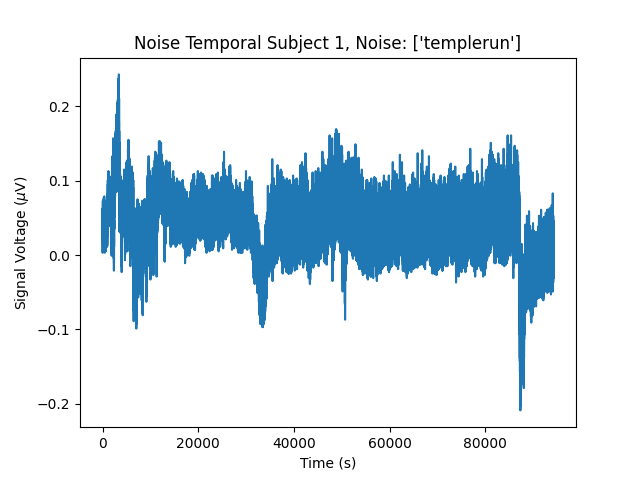 Noise Temporal Subject 1, Noise: ['templerun']
Signal Voltage (μV)
0.2
0.1
0.0
−0.1
−0.2
0 20000 40000 60000 80000
Time (s)